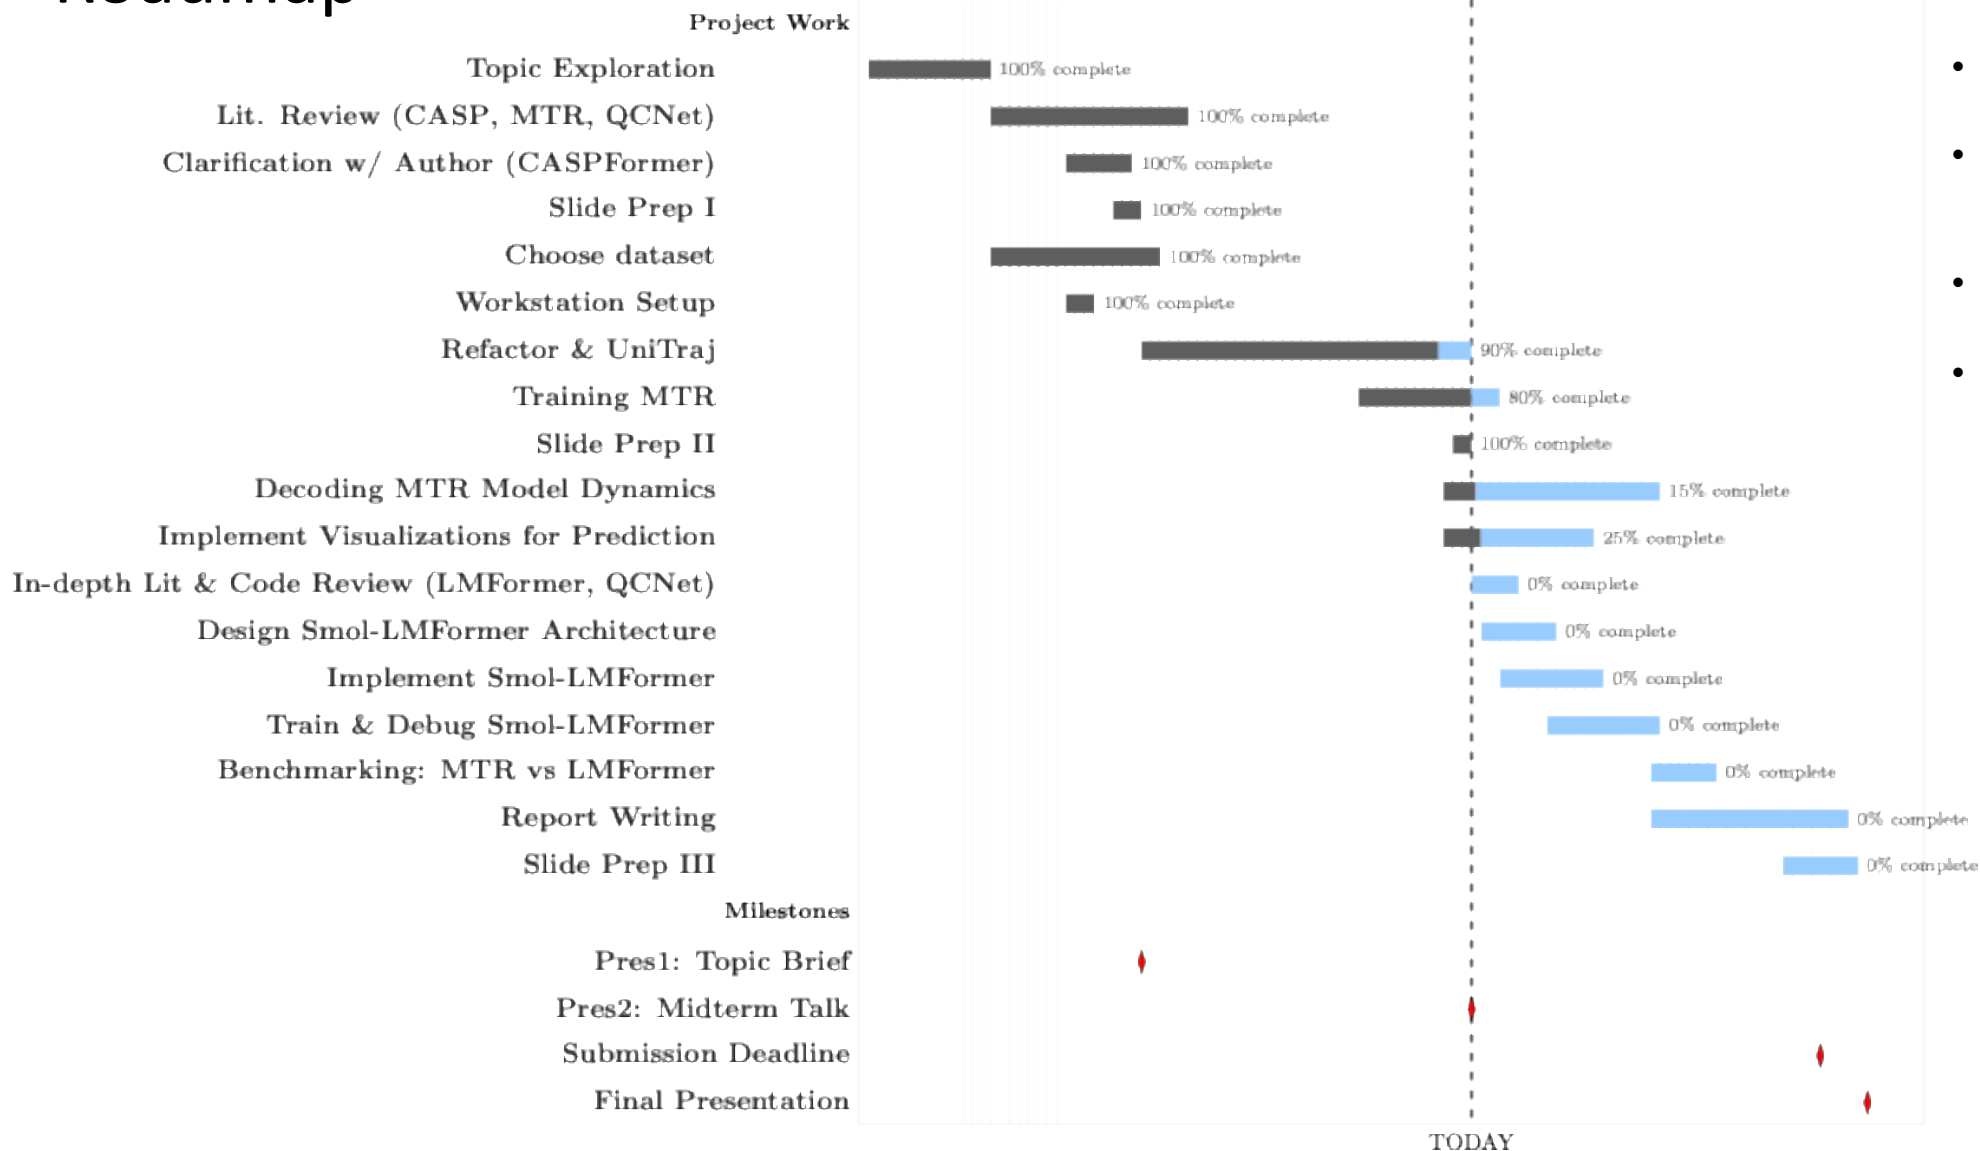 Roadmap
Project Work
Topic Exploration 100% complete
Lit. Review (CASP, MTR, QCNet) 100% complete
Clarification w/ Author (CASPFormer) 100% complete
Slide Prep I 100% complete
Choose dataset 100% complete
Workstation Setup 100% complete
Refactor & UniTraj 90% complete
Training MTR 80% complete
Slide Prep II 100% complete
Decoding MTR Model Dynamics 15% complete
Implement Visualizations for Prediction 25% complete
In-depth Lit & Code Review (LMFormer, QCNet) 0% complete
Design Smol-LMFormer Architecture 0% complete
Implement Smol-LMFormer 0% complete
Train & Debug Smol-LMFormer 0% complete
Benchmarking: MTR vs LMFormer 0% complete
Report Writing 0% complete
Slide Prep III 0% complete
Milestones
Pres1: Topic Brief
Pres2: Midterm Talk
Submission Deadline
Final Presentation
TODAY